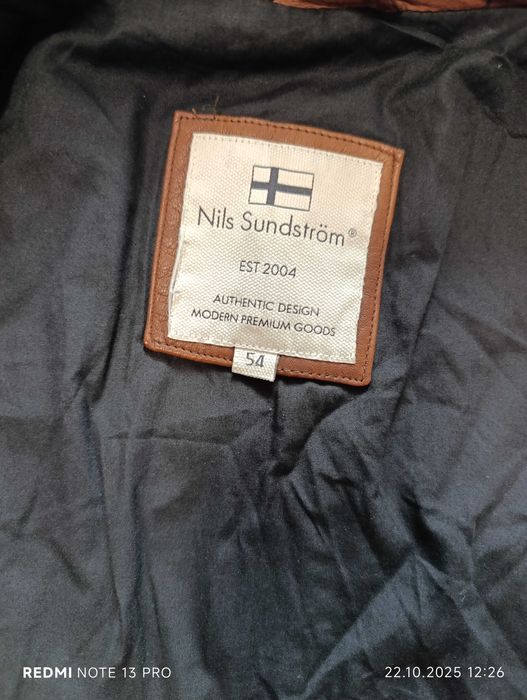 Nils Sundström®
EST 2004
AUTHENTIC DESIGN
MODERN PREMIUM GOODS
54
REDMI NOTE 13 PRO
22.10.2025 12:26